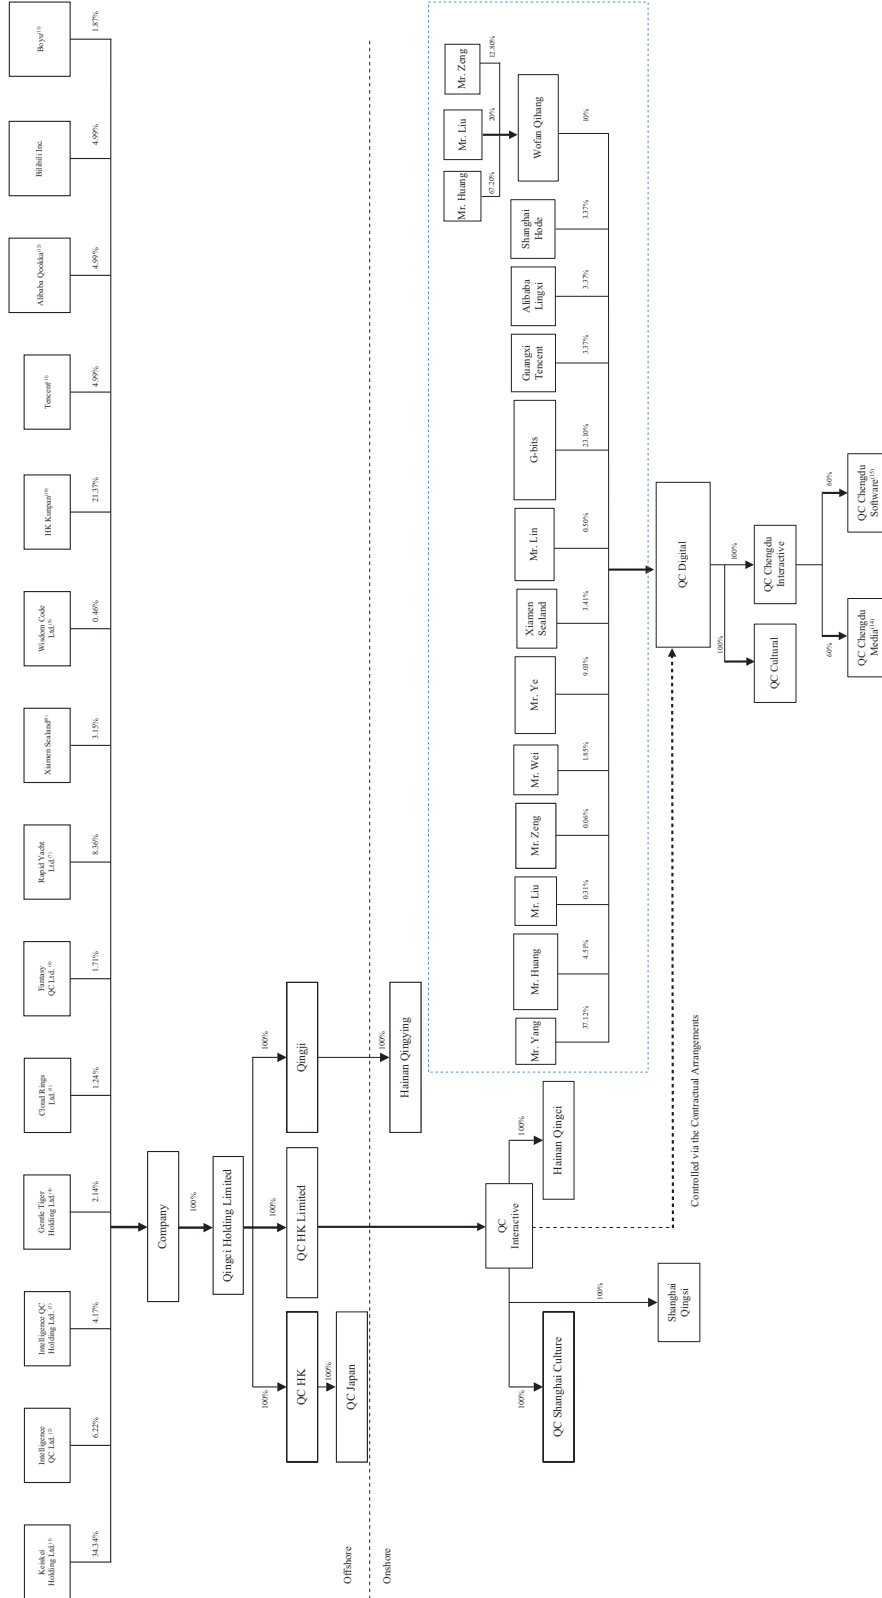 Keiskei
Holding Ltd.(1)
34.34%
Intelligence
QC Ltd. (2)
6.22%
Intelligence QC
Holding Ltd. (3)
4.17%
Gentle Tiger
Holding Ltd.(4)
2.14%
Cloud Rings
Ltd. (5)
1.24%
Fantasy
QC Ltd. (6)
1.71%
Rapid Yacht
Ltd.(7)
8.36%
Xiamen Sealand(8)
3.15%
Wisdom Code
Ltd.(9)
0.46%
HK Kunpan(10)
21.37%
Tencent(11)
4.99%
Alibaba Qookka(12)
4.99%
Bilibili Inc.
4.99%
Boyu(13)
1.87%
Company
100%
Qingci Holding Limited
100%
100%
100%
QC HK
QC HK Limited
Qingji
100%
QC Japan
100%
Offshore
Onshore
Hainan Qingying
Mr. Huang
Mr. Liu
Mr. Zeng
67.20%
20%
12.80%
QC
Interactive
100%
QC Shanghai Culture
100%
Shanghai
Qingsi
100%
Hainan Qingci
Mr. Yang
37.12%
Mr. Huang
4.51%
Mr. Liu
0.31%
Mr. Zeng
0.06%
Mr. Wei
1.85%
Mr. Ye
9.03%
Xiamen
Sealand
3.41%
Mr. Lin
0.50%
G-bits
23.10%
Guangxi
Tencent
3.37%
Alibaba
Lingxi
3.37%
Shanghai
Hode
3.37%
Wofan Qihang
10%
Controlled via the Contractual Arrangements
QC Digital
100%
100%
QC Cultural
QC Chengdu
Interactive
60%
60%
QC Chengdu
Media(14)
QC Chengdu
Software(15)